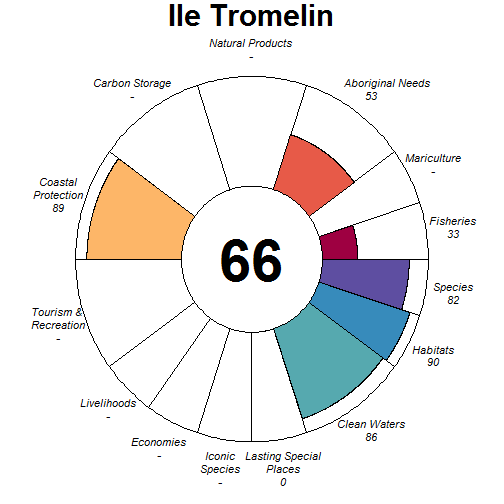 Ile Tromelin
Natural Products
-
Carbon Storage
-
Aboriginal Needs
53
Mariculture
-
Coastal
Protection
89
Fisheries
33
66
Species
82
Tourism &
Recreation
-
Habitats
90
Livelihoods
-
Clean Waters
86
Economies
-
Iconic
Species
-
Lasting Special
Places
0